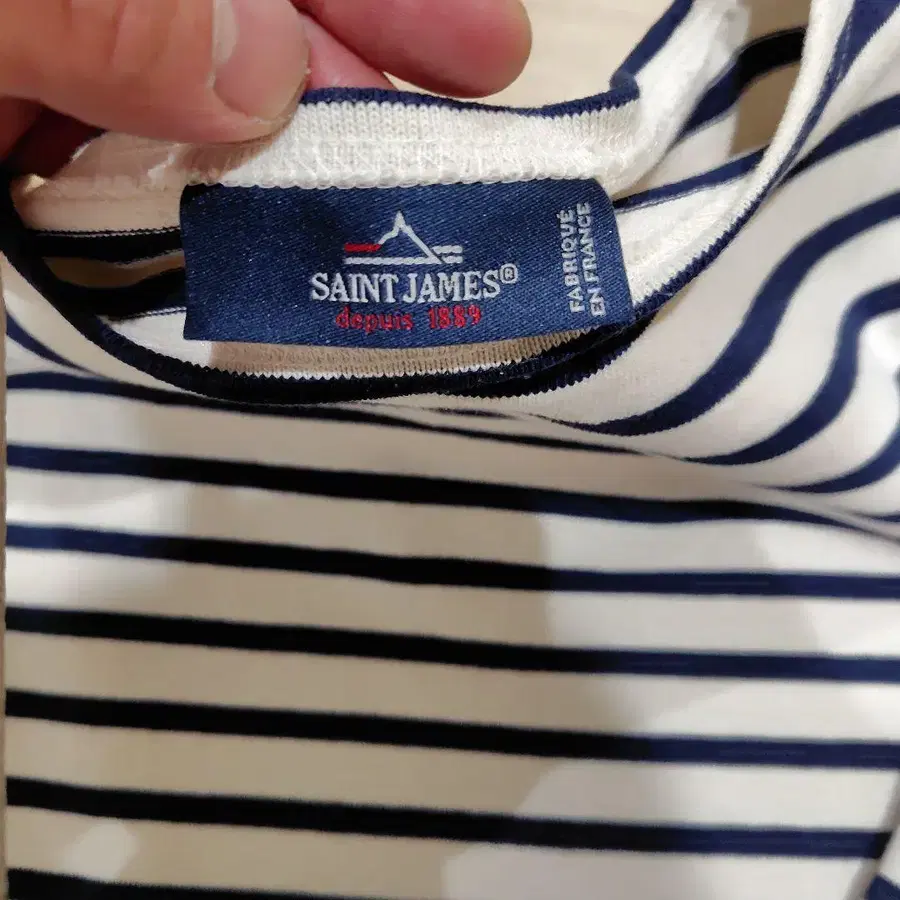 SAINT JAMES®
depuis 1889
FABRIQUÉ
EN FRANCE